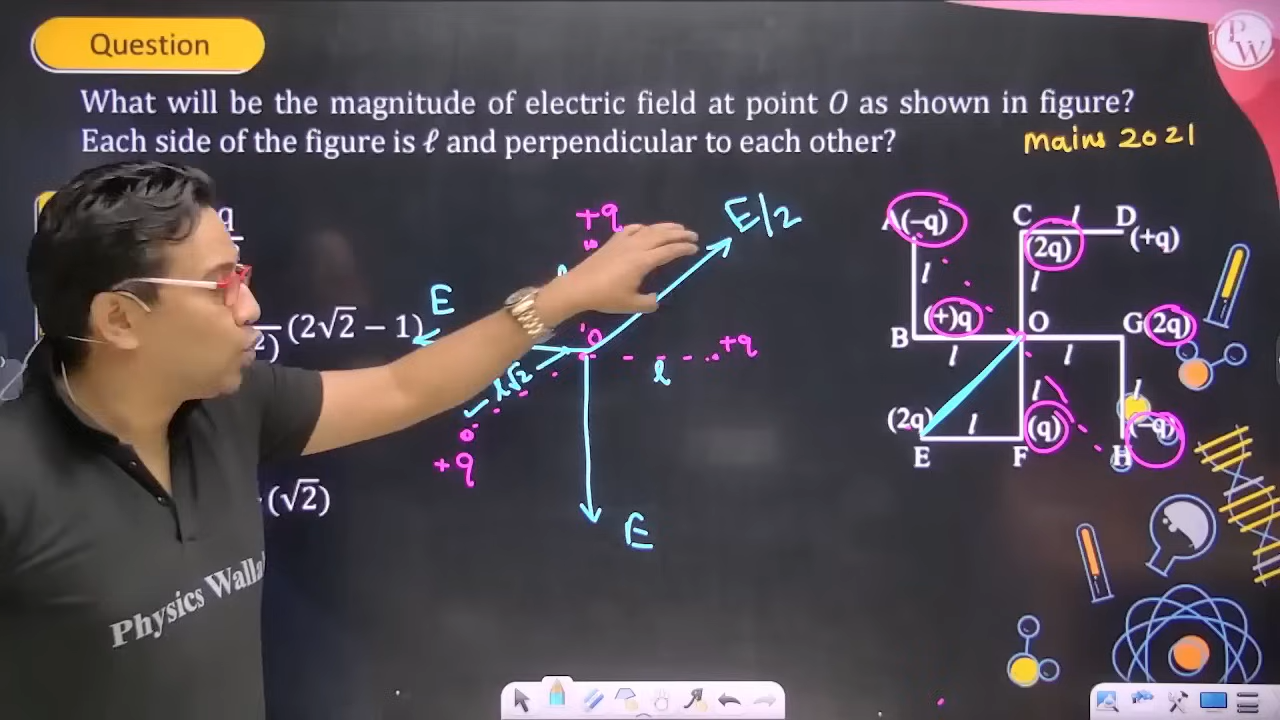 Question
PW
What will be the magnitude of electric field at point O as shown in figure?
Each side of the figure is ℓ and perpendicular to each other?
Mains 2021
q
(2√2 − 1)
(√2)
+q
E/2
E
O
+q
l
l√2
+q
E
A(−q)
C
l
D
(2q)
(+q)
l
l
(+)q
O
G(2q)
B
l
l
l
l
(2q)
l
(q)
(−q)
E
F
H
Physics Walla